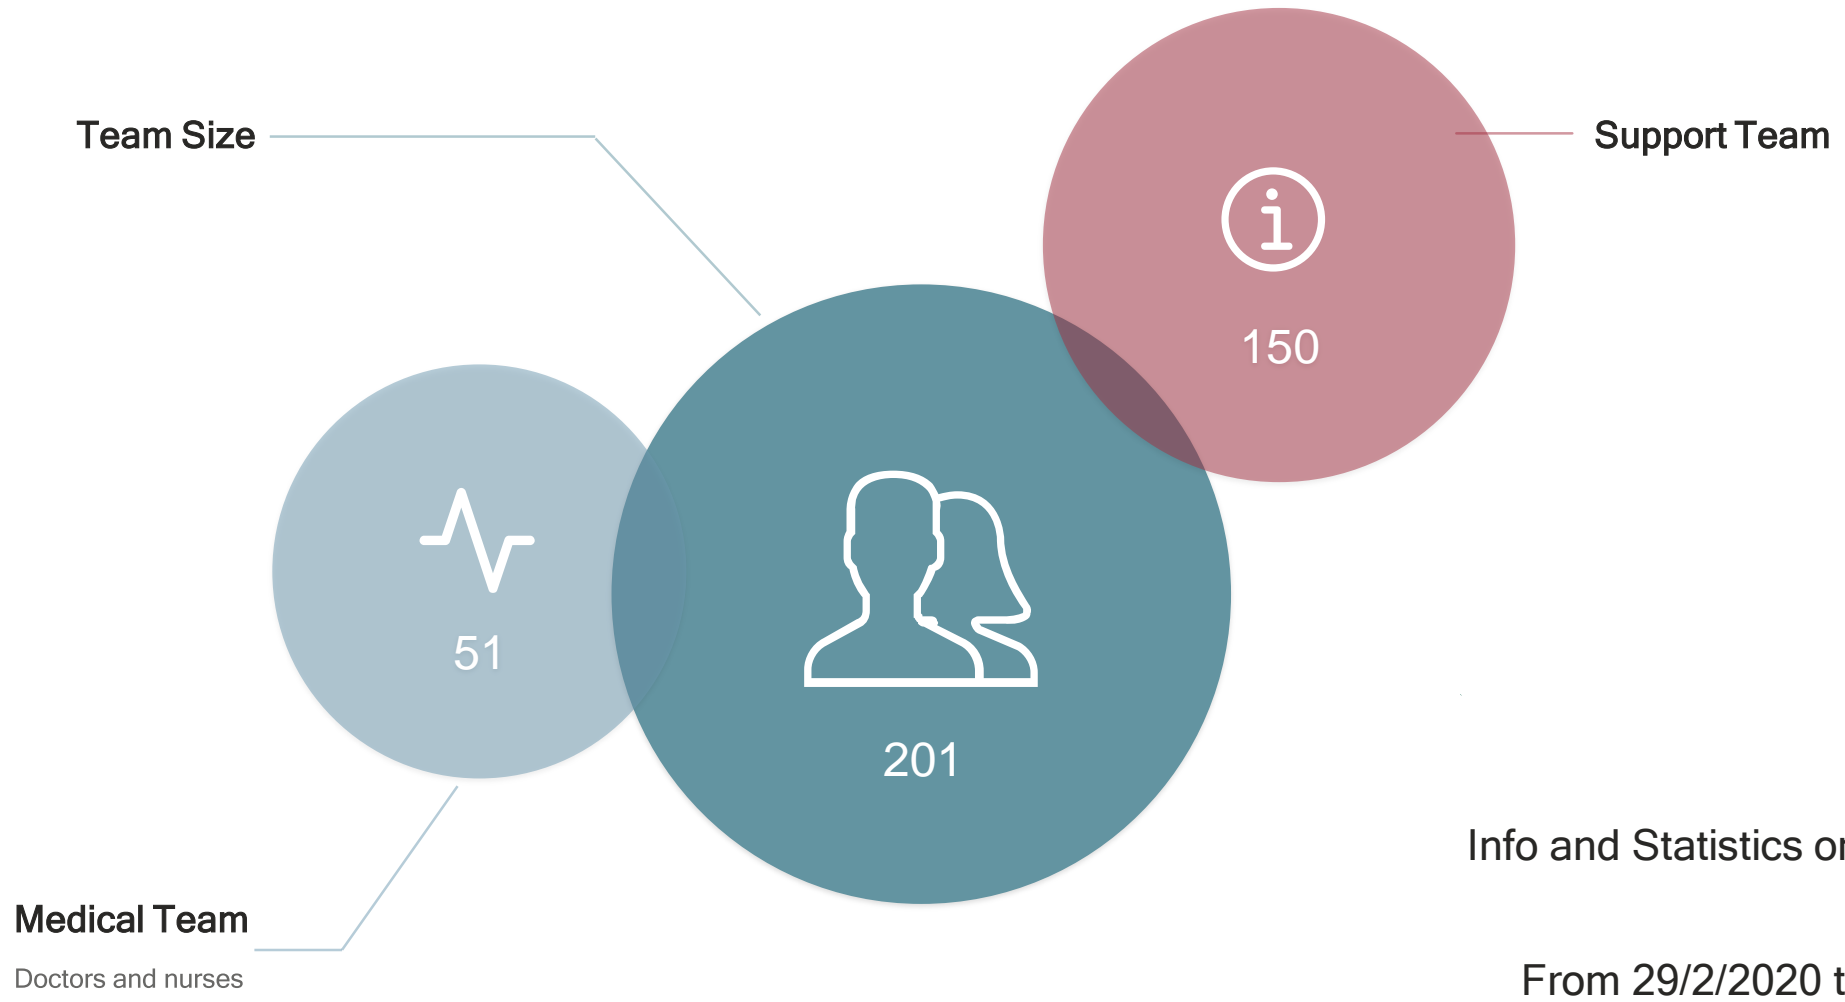 Team Size
Support Team
150
51
201
Info and Statistics
Medical Team
Doctors and nurses
From 29/2/2020